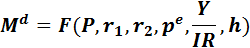 M^d = F(P, r_1, r_2, p^e, Y/IR, h)